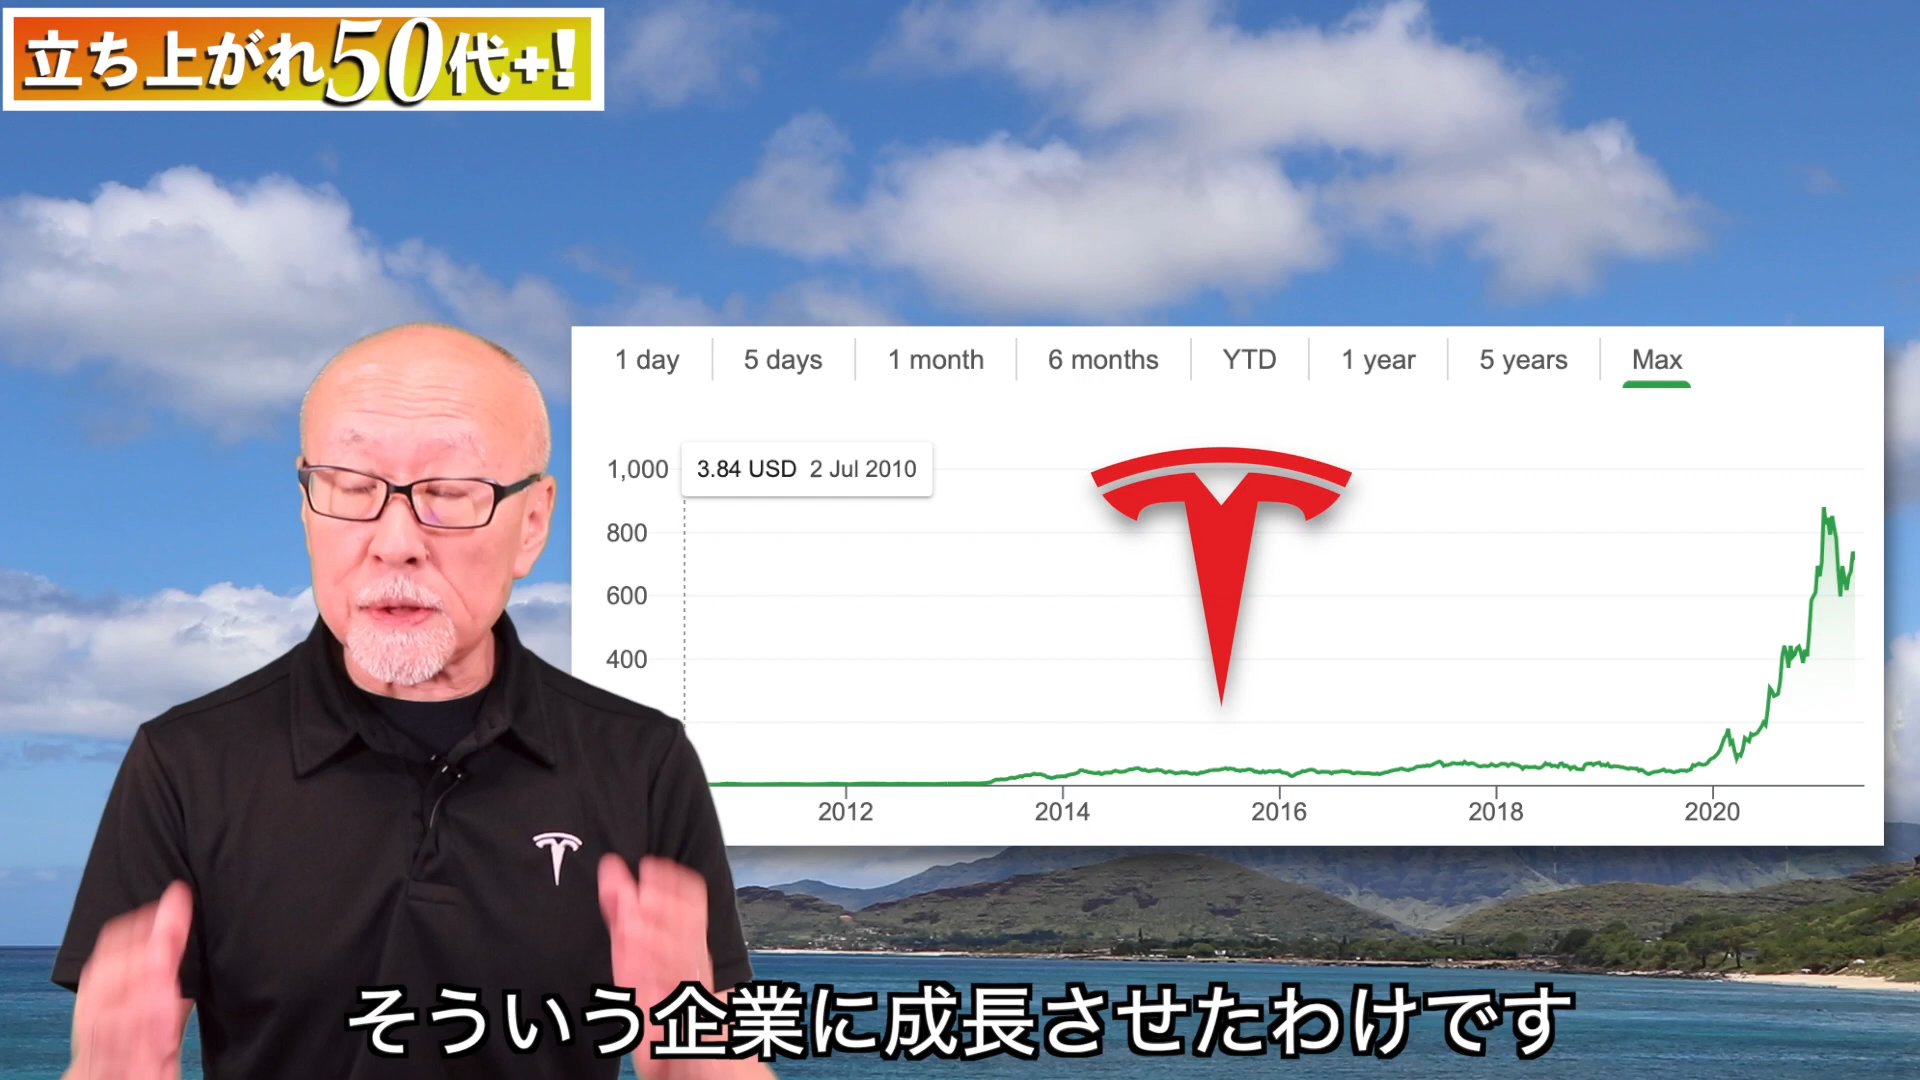 立ち上がれ50代+!
1 day 5 days 1 month 6 months YTD 1 year 5 years Max
1,000 3.84 USD 2 Jul 2010
800
600
400
2012 2014 2016 2018 2020
そういう企業に成長させたわけです